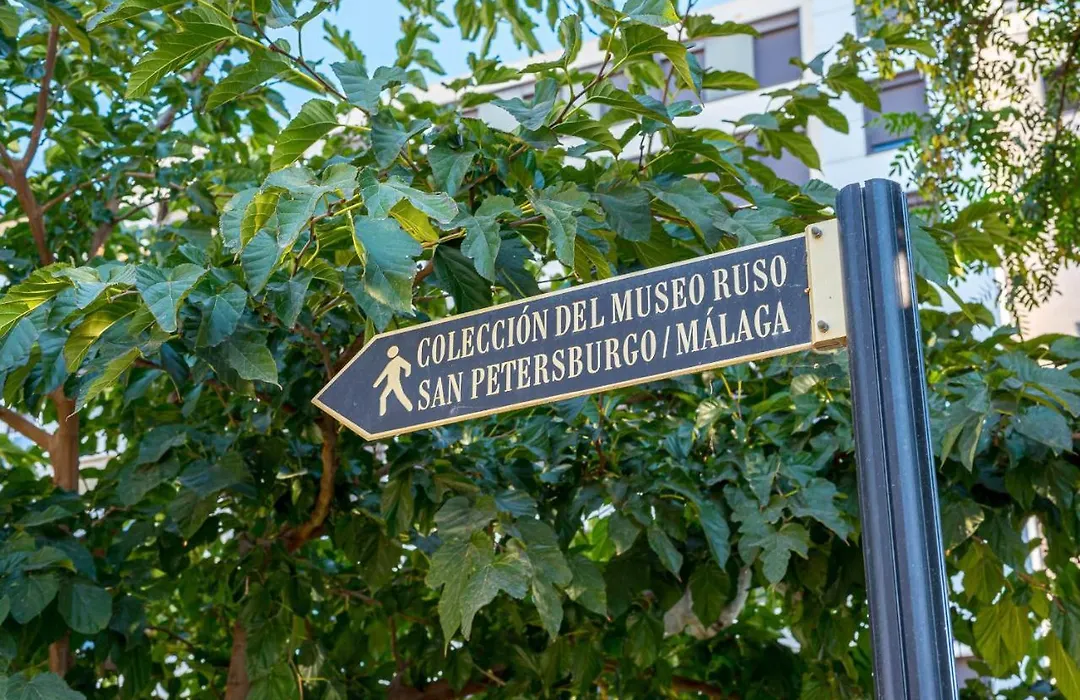 COLECCIÓN DEL MUSEO RUSO
SAN PETERSBURGO / MÁLAGA